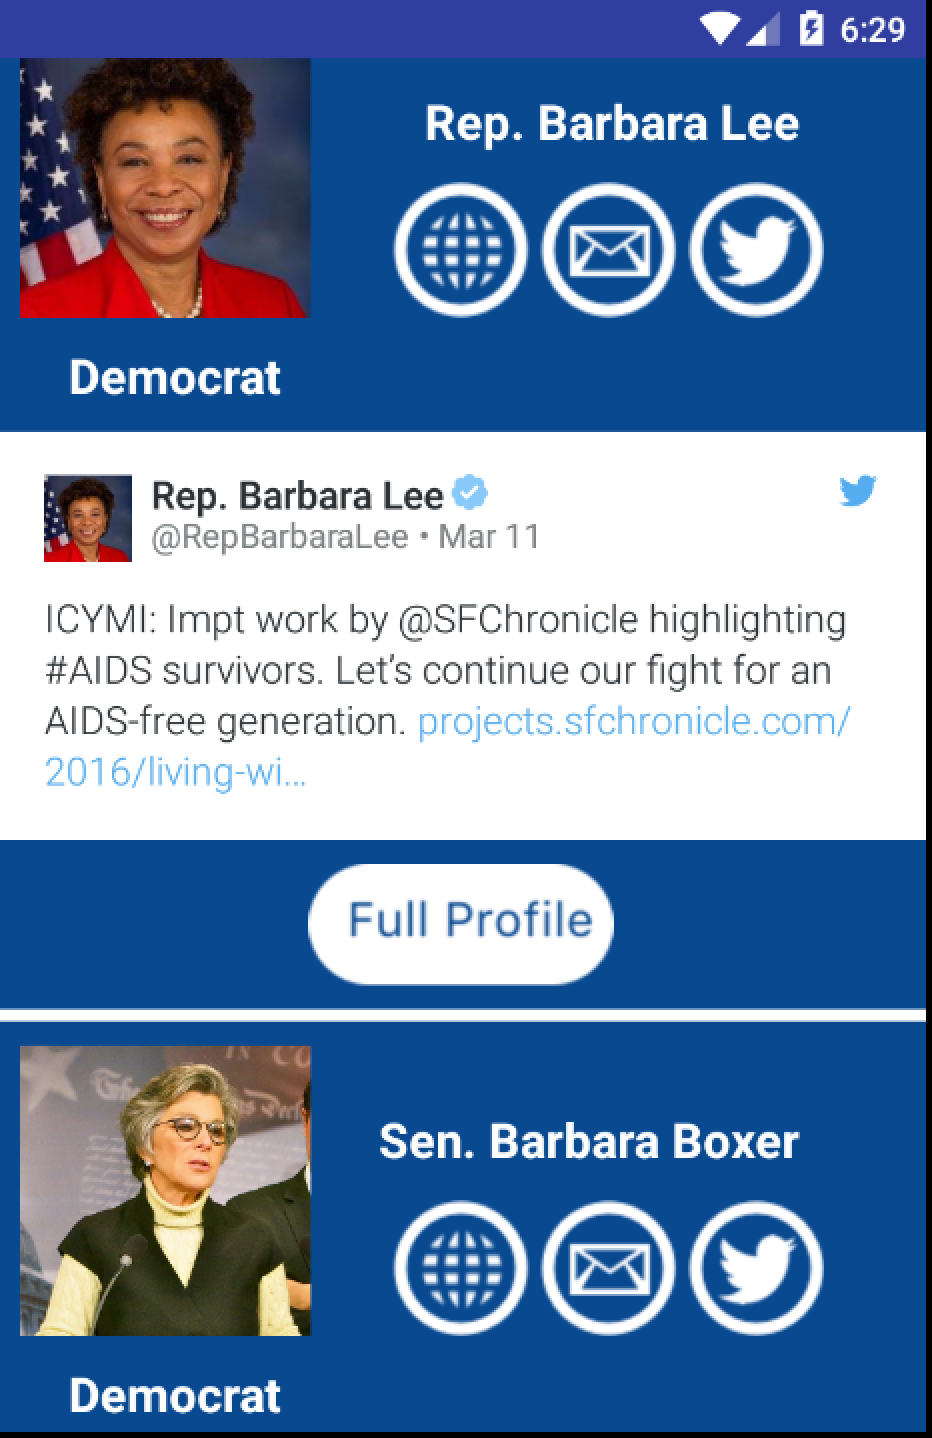 6:29
Rep. Barbara Lee
Democrat
Rep. Barbara Lee
@RepBarbaraLee • Mar 11
ICYMI: Impt work by @SFChronicle highlighting
#AIDS survivors. Let's continue our fight for an
AIDS-free generation. projects.sfchronicle.com/
2016/living-wi...
Full Profile
Sen. Barbara Boxer
Democrat